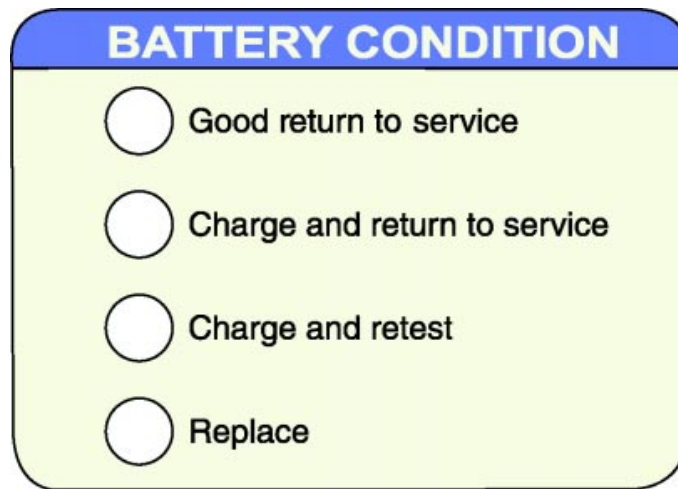 BATTERY CONDITION
Good return to service
Charge and return to service
Charge and retest
Replace